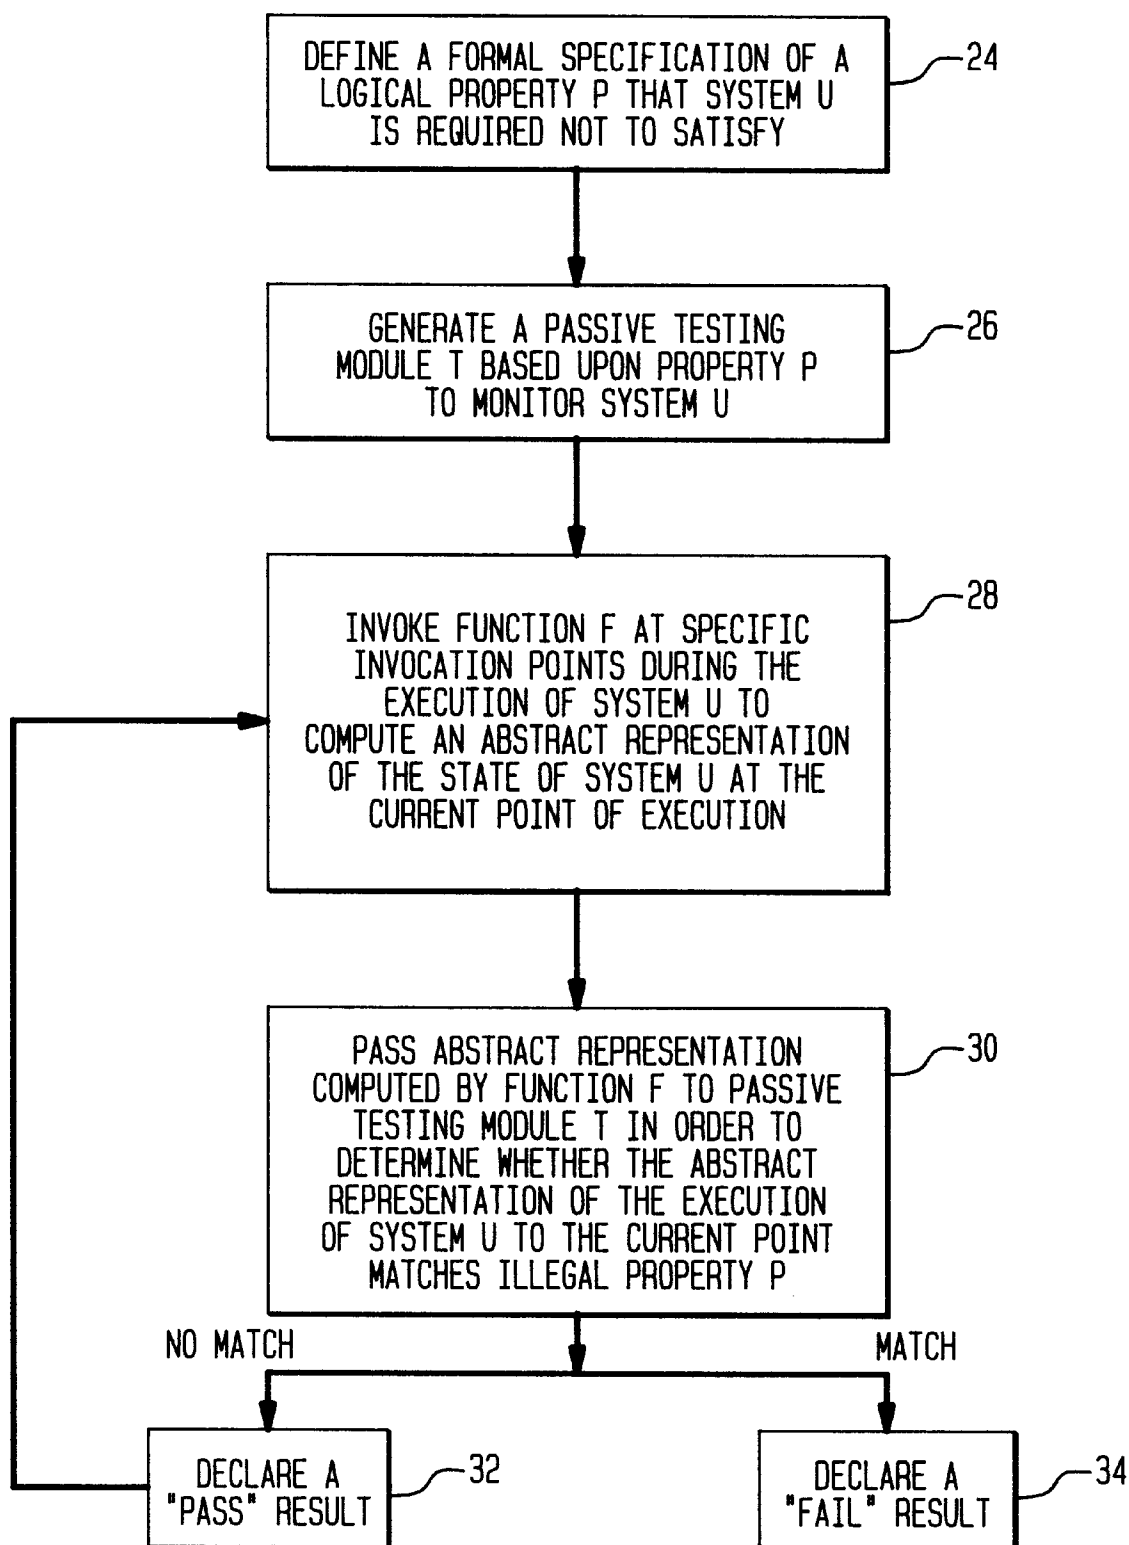 DEFINE A FORMAL SPECIFICATION OF A
LOGICAL PROPERTY P THAT SYSTEM U
IS REQUIRED NOT TO SATISFY
24
GENERATE A PASSIVE TESTING
MODULE T BASED UPON PROPERTY P
TO MONITOR SYSTEM U
26
INVOKE FUNCTION F AT SPECIFIC
INVOCATION POINTS DURING THE
EXECUTION OF SYSTEM U TO
COMPUTE AN ABSTRACT REPRESENTATION
OF THE STATE OF SYSTEM U AT THE
CURRENT POINT OF EXECUTION
28
PASS ABSTRACT REPRESENTATION
COMPUTED BY FUNCTION F TO PASSIVE
TESTING MODULE T IN ORDER TO
DETERMINE WHETHER THE ABSTRACT
REPRESENTATION OF THE EXECUTION
OF SYSTEM U TO THE CURRENT POINT
MATCHES ILLEGAL PROPERTY P
30
NO MATCH
MATCH
DECLARE A
"PASS" RESULT
32
DECLARE A
"FAIL" RESULT
34